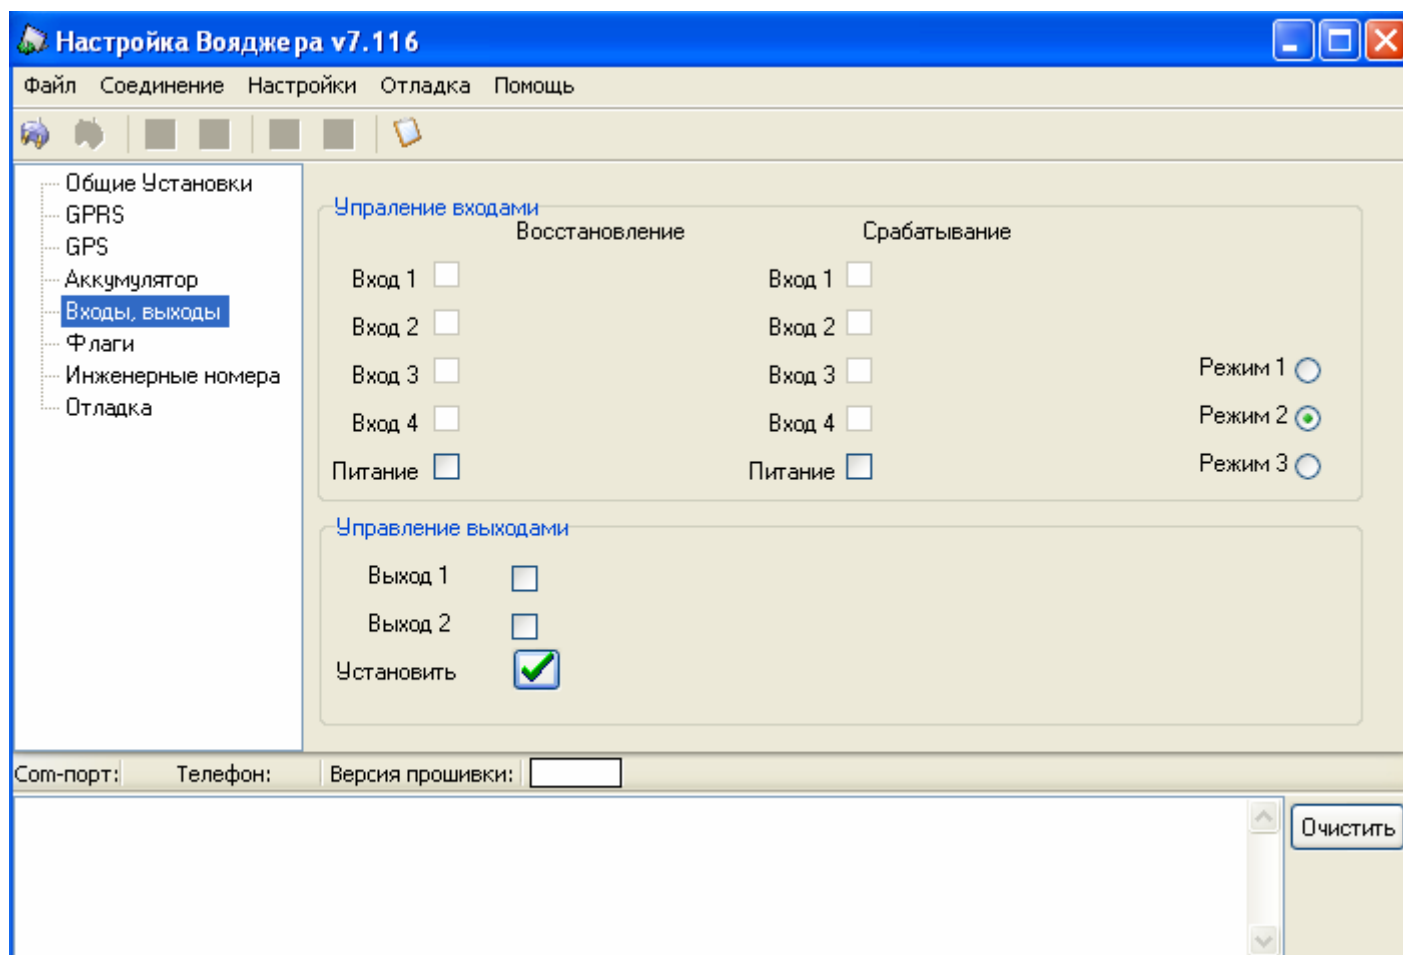 Настройка Вояджера v7.116
Файл Соединение Настройки Отладка Помощь
Общие Установки
GPRS
GPS
Аккумулятор
Входы, выходы
Флаги
Инженерные номера
Отладка
Упраление входами
Восстановление Срабатывание
Вход 1 Вход 1
Вход 2 Вход 2
Вход 3 Вход 3 Режим 1
Вход 4 Вход 4 Режим 2
Питание Питание Режим 3
Управление выходами
Выход 1
Выход 2
Установить
Com-порт: Телефон: Версия прошивки:
Очистить